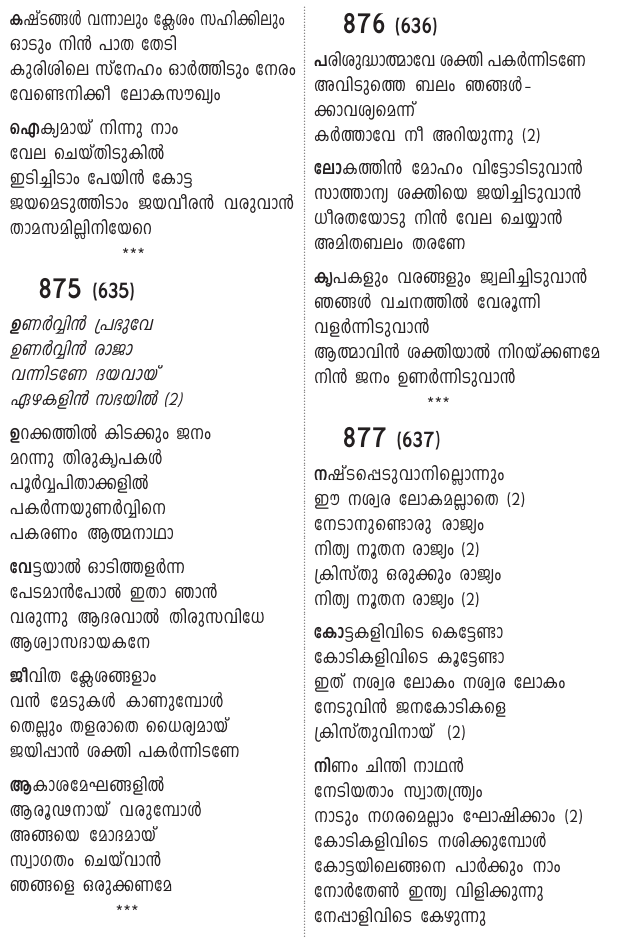 കഷ്ടങ്ങൾ വന്നാലും ക്ലേശം സഹിക്കിലും
ഓടും നിൻ പാത തേടി
കുരിശിലെ സ്നേഹം ഓർത്തിടും നേരം
വേണ്ടെനിക്കീ ലോകസൗഖ്യം
ഐക്യമായ് നിന്നു നാം
വേല ചെയ്തിടുകിൽ
ഇടിച്ചിടാം പേയിൻ കോട്ട
ജയമെടുത്തിടാം ജയവീരൻ വരുവാൻ
താമസമില്ലിനിയേറെ
***
875 (635)
ഉണർവ്വിൻ പ്രഭുവേ
ഉണർവ്വിൻ രാജാ
വന്നിടണേ ദയവായ്
ഏഴകളിൻ സഭയിൽ (2)
ഉറക്കത്തിൽ കിടക്കും ജനം
മറന്നു തിരുകൃപകൾ
പൂർവ്വപിതാക്കളിൽ
പകർന്നയുണർവ്വിനെ
പകരണം ആത്മനാഥാ
വേട്ടയാൽ ഓടിത്തളർന്ന
പേടമാൻപോൽ ഇതാ ഞാൻ
വരുന്നു ആദരവാൽ തിരുസവിധേ
ആശ്വാസദായകനേ
ജീവിത ക്ലേശങ്ങളാം
വൻ മേടുകൾ കാണുമ്പോൾ
തെല്ലും തളരാതെ ധൈര്യമായ്
ജയിപ്പാൻ ശക്തി പകർന്നിടണേ
ആകാശമേഘങ്ങളിൽ
ആരൂഢനായ് വരുമ്പോൾ
അങ്ങയെ മോദമായ്
സ്വാഗതം ചെയ്‌വാൻ
ഞങ്ങളെ ഒരുക്കണമേ
***
876 (636)
പരിശുദ്ധാത്മാവേ ശക്തി പകർന്നിടണേ
അവിടുത്തെ ബലം ഞങ്ങൾ-
ക്കാവശ്യമെന്ന്
കർത്താവേ നീ അറിയുന്നു (2)
ലോകത്തിൻ മോഹം വിട്ടോടിടുവാൻ
സാത്താന്യ ശക്തിയെ ജയിച്ചിടുവാൻ
ധീരതയോടു നിൻ വേല ചെയ്യാൻ
അമിതബലം തരണേ
കൃപകളും വരങ്ങളും ജ്വലിച്ചിടുവാൻ
ഞങ്ങൾ വചനത്തിൽ വേരൂന്നി
വളർന്നിടുവാൻ
ആത്മാവിൻ ശക്തിയാൽ നിറയ്ക്കണമേ
നിൻ ജനം ഉണർന്നിടുവാൻ
***
877 (637)
നഷ്ടപ്പെടുവാനില്ലൊന്നും
ഈ നശ്വര ലോകമല്ലാതെ (2)
നേടാനുണ്ടൊരു രാജ്യം
നിത്യ നൂതന രാജ്യം (2)
ക്രിസ്തു ഒരുക്കും രാജ്യം
നിത്യ നൂതന രാജ്യം (2)
കോട്ടകളിവിടെ കെട്ടേണ്ടാ
കോടികളിവിടെ കൂട്ടേണ്ടാ
ഇത് നശ്വര ലോകം നശ്വര ലോകം
നേടുവിൻ ജനകോടികളെ
ക്രിസ്തുവിനായ് (2)
നിണം ചിന്തി നാഥൻ
നേടിയതാം സ്വാതന്ത്ര്യം
നാടും നഗരമെല്ലാം ഘോഷിക്കാം (2)
കോടികളിവിടെ നശിക്കുമ്പോൾ
കോട്ടയിലെങ്ങനെ പാർക്കും നാം
നോർതേൺ ഇന്ത്യ വിളിക്കുന്നു
നേപ്പാളിവിടെ കേഴുന്നു